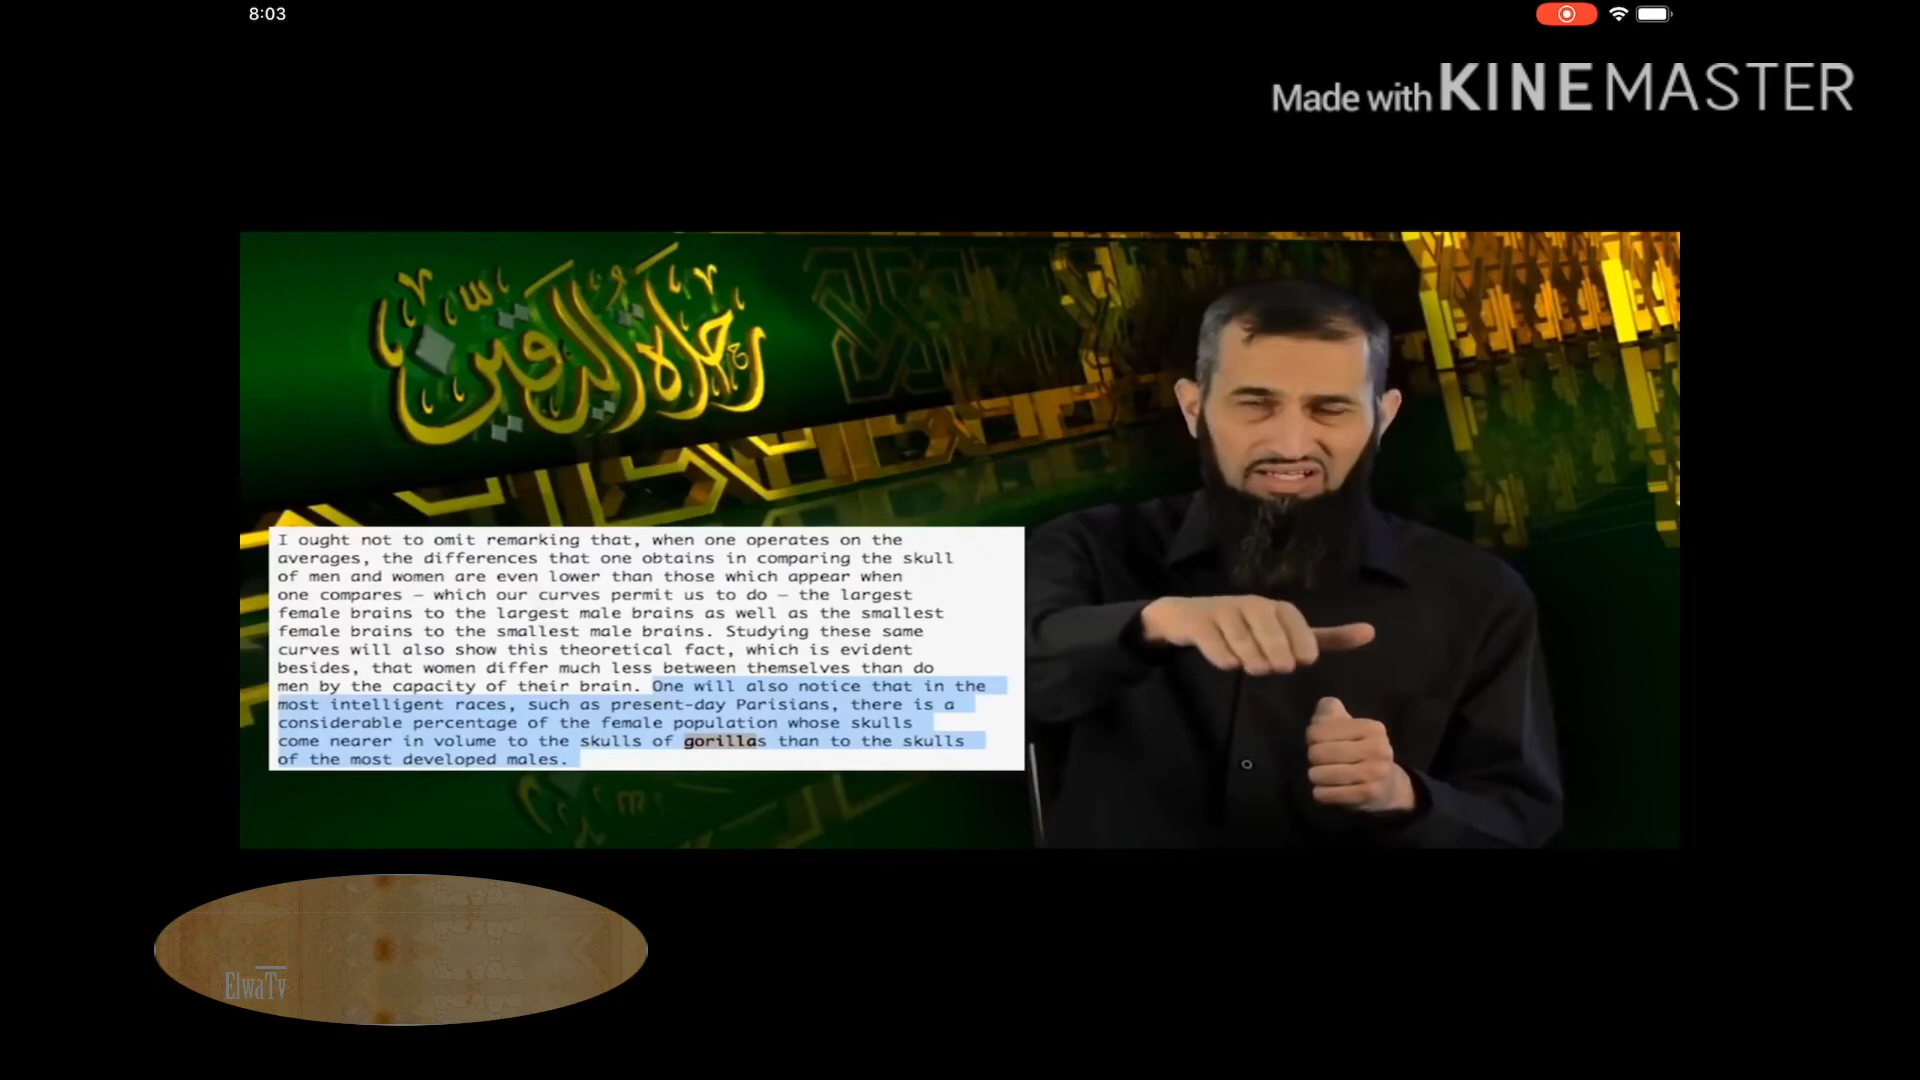 8:03
Made with KINEMASTER
رحلة اليقين
I ought not to omit remarking that, when one operates on the
averages, the differences that one obtains in comparing the skull
of men and women are even lower than those which appear when
one compares – which our curves permit us to do – the largest
female brains to the largest male brains as well as the smallest
female brains to the smallest male brains. Studying these same
curves will also show this theoretical fact, which is evident
besides, that women differ much less between themselves than do
men by the capacity of their brain. One will also notice that in the
most intelligent races, such as present-day Parisians, there is a
considerable percentage of the female population whose skulls
come nearer in volume to the skulls of gorillas than to the skulls
of the most developed males.
ElwaTv